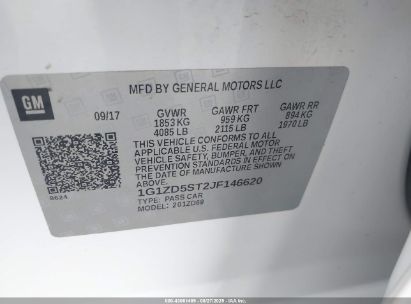 MFD BY GENERAL MOTORS LLC
GM
09/17
GVWR GAWR FRT GAWR RR
1853 KG 959 KG 894 KG
4085 LB 2115 LB 1970 LB
THIS VEHICLE CONFORMS TO ALL
APPLICABLE U.S. FEDERAL MOTOR
VEHICLE SAFETY, BUMPER, AND THEFT
PREVENTION STANDARDS IN EFFECT ON
THE DATE OF MANUFACTURE SHOWN
ABOVE.
1G1ZD5ST2JF146620
TYPE: PASS CAR
MODEL: 201ZD69
8624